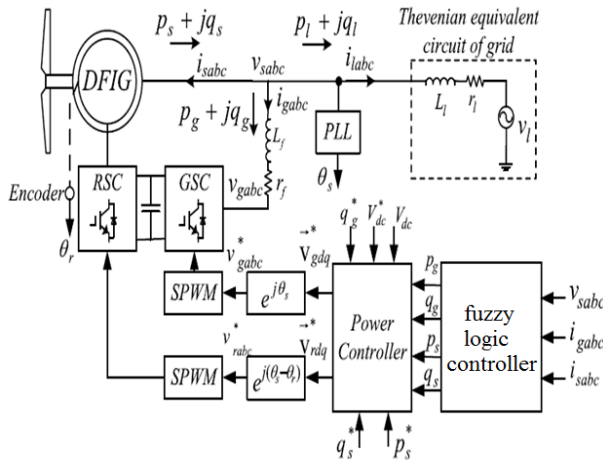 p_s + jq_s
p_l + jq_l
Thevenian equivalent
circuit of grid
DFIG
i_sabc
v_sabc
i_labc
p_g + jq_g
i_gabc
L_f
r_f
PLL
θ_s
L_l
r_l
v_l
Encoder
θ_r
RSC
GSC
v_gabc
q_g^*
V_dc^*
V_dc
v_gabc^*
V_gdq^*
SPWM
e^jθ_s
Power
Controller
p_g
q_g
p_s
q_s
fuzzy
logic
controller
v_sabc
i_gabc
i_sabc
v_rabc^*
V_rdq^*
SPWM
e^j(θ_s-θ_r)
q_s^*
p_s^*